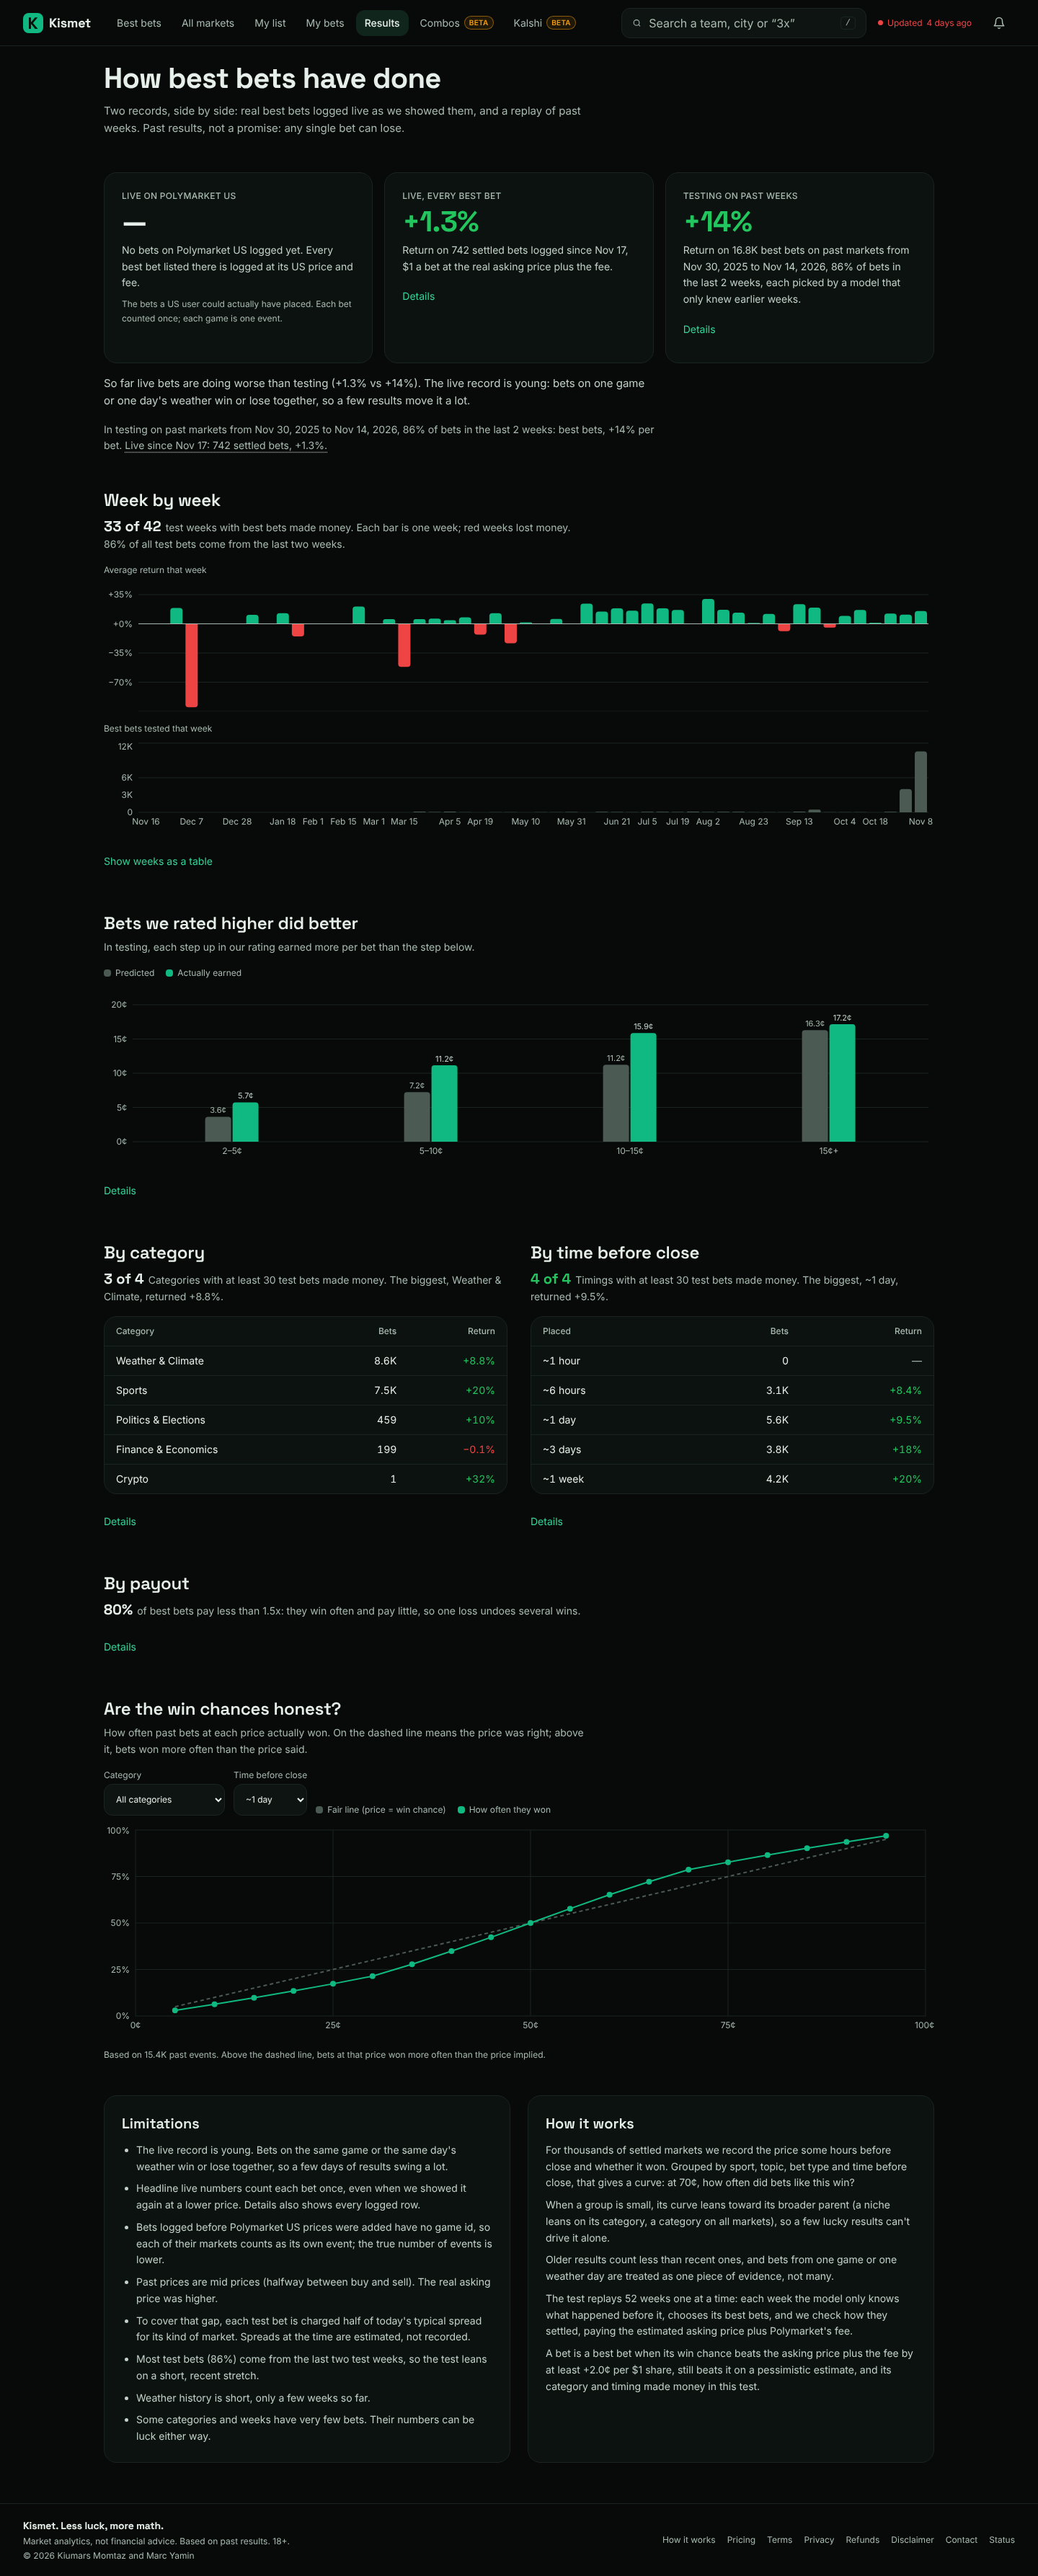 K Kismet Best bets All markets My list My bets Results Combos BETA Kalshi BETA Search a team, city or “3x” / Updated 4 days ago
How best bets have done
Two records, side by side: real best bets logged live as we showed them, and a replay of past
weeks. Past results, not a promise: any single bet can lose.
LIVE ON POLYMARKET US
—
No bets on Polymarket US logged yet. Every
best bet listed there is logged at its US price and
fee.
The bets a US user could actually have placed. Each bet
counted once; each game is one event.
LIVE, EVERY BEST BET
+1.3%
Return on 742 settled bets logged since Nov 17,
$1 a bet at the real asking price plus the fee.
Details
TESTING ON PAST WEEKS
+14%
Return on 16.8K best bets on past markets from
Nov 30, 2025 to Nov 14, 2026, 86% of bets in
the last 2 weeks, each picked by a model that
only knew earlier weeks.
Details
So far live bets are doing worse than testing (+1.3% vs +14%). The live record is young: bets on one game
or one day's weather win or lose together, so a few results move it a lot.
In testing on past markets from Nov 30, 2025 to Nov 14, 2026, 86% of bets in the last 2 weeks: best bets, +14% per
bet. Live since Nov 17: 742 settled bets, +1.3%.
Week by week
33 of 42 test weeks with best bets made money. Each bar is one week; red weeks lost money.
86% of all test bets come from the last two weeks.
Average return that week
+35%
+0%
−35%
−70%
Best bets tested that week
12K
6K
3K
0
Nov 16 Dec 7 Dec 28 Jan 18 Feb 1 Feb 15 Mar 1 Mar 15 Apr 5 Apr 19 May 10 May 31 Jun 21 Jul 5 Jul 19 Aug 2 Aug 23 Sep 13 Oct 4 Oct 18 Nov 8
Show weeks as a table
Bets we rated higher did better
In testing, each step up in our rating earned more per bet than the step below.
Predicted Actually earned
20¢
15¢
10¢
5¢
0¢
3.6¢ 5.7¢
7.2¢ 11.2¢
11.2¢ 15.9¢
16.3¢ 17.2¢
2–5¢ 5–10¢ 10–15¢ 15¢+
Details
By category
3 of 4 Categories with at least 30 test bets made money. The biggest, Weather &
Climate, returned +8.8%.
Category Bets Return
Weather & Climate 8.6K +8.8%
Sports 7.5K +20%
Politics & Elections 459 +10%
Finance & Economics 199 −0.1%
Crypto 1 +32%
Details
By time before close
4 of 4 Timings with at least 30 test bets made money. The biggest, ~1 day,
returned +9.5%.
Placed Bets Return
~1 hour 0 —
~6 hours 3.1K +8.4%
~1 day 5.6K +9.5%
~3 days 3.8K +18%
~1 week 4.2K +20%
Details
By payout
80% of best bets pay less than 1.5x: they win often and pay little, so one loss undoes several wins.
Details
Are the win chances honest?
How often past bets at each price actually won. On the dashed line means the price was right; above
it, bets won more often than the price said.
Category Time before close
All categories ~1 day Fair line (price = win chance) How often they won
100%
75%
50%
25%
0%
0¢ 25¢ 50¢ 75¢ 100¢
Based on 15.4K past events. Above the dashed line, bets at that price won more often than the price implied.
Limitations
• The live record is young. Bets on the same game or the same day's
weather win or lose together, so a few days of results swing a lot.
• Headline live numbers count each bet once, even when we showed it
again at a lower price. Details also shows every logged row.
• Bets logged before Polymarket US prices were added have no game id, so
each of their markets counts as its own event; the true number of events is
lower.
• Past prices are mid prices (halfway between buy and sell). The real asking
price was higher.
• To cover that gap, each test bet is charged half of today's typical spread
for its kind of market. Spreads at the time are estimated, not recorded.
• Most test bets (86%) come from the last two test weeks, so the test leans
on a short, recent stretch.
• Weather history is short, only a few weeks so far.
• Some categories and weeks have very few bets. Their numbers can be
luck either way.
How it works
For thousands of settled markets we record the price some hours before
close and whether it won. Grouped by sport, topic, bet type and time before
close, that gives a curve: at 70¢, how often did bets like this win?
When a group is small, its curve leans toward its broader parent (a niche
leans on its category, a category on all markets), so a few lucky results can't
drive it alone.
Older results count less than recent ones, and bets from one game or one
weather day are treated as one piece of evidence, not many.
The test replays 52 weeks one at a time: each week the model only knows
what happened before it, chooses its best bets, and we check how they
settled, paying the estimated asking price plus Polymarket's fee.
A bet is a best bet when its win chance beats the asking price plus the fee by
at least +2.0¢ per $1 share, still beats it on a pessimistic estimate, and its
category and timing made money in this test.
Kismet. Less luck, more math.
Market analytics, not financial advice. Based on past results. 18+.
© 2026 Kiumars Momtaz and Marc Yamin
How it works Pricing Terms Privacy Refunds Disclaimer Contact Status